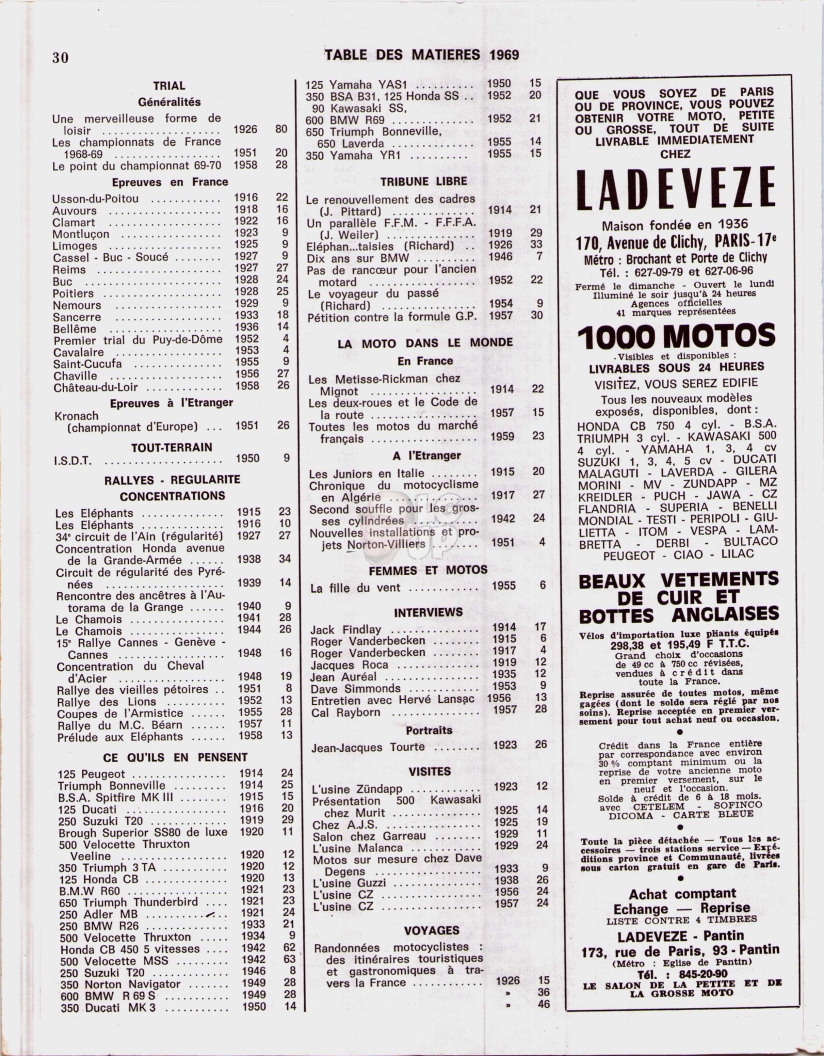 30
TABLE DES MATIERES 1969
TRIAL
Généralités
Une merveilleuse forme de
loisir .................... 1926 80
Les championnats de France
1968-69 .................. 1951 20
Le point du championnat 69-70 1958 28
Epreuves en France
Usson-du-Poitou ............ 1916 22
Auvours ................... 1918 16
Clamart ................... 1922 16
Montluçon ................. 1923 9
Limoges ................... 1925 9
Cassel - Buc - Soucé ........ 1927 9
Reims .................... 1927 27
Buc ....................... 1928 24
Poitiers .................... 1928 25
Nemours .................. 1929 9
Sancerre .................. 1933 18
Bellême ................... 1936 14
Premier trial du Puy-de-Dôme 1952 4
Cavalaire .................. 1953 4
Saint-Cucufa ............... 1955 9
Chaville ................... 1956 27
Château-du-Loir ............. 1958 26
Epreuves à l'Etranger
Kronach
(championnat d'Europe) ... 1951 26
TOUT-TERRAIN
I.S.D.T. .................... 1950 9
RALLYES - REGULARITE
CONCENTRATIONS
Les Eléphants .............. 1915 23
Les Eléphants .............. 1916 10
34e circuit de l'Ain (régularité) 1927 27
Concentration Honda avenue
de la Grande-Armée ...... 1938 34
Circuit de régularité des Pyré-
nées .................... 1939 14
Rencontre des ancêtres à l'Au-
torama de la Grange ...... 1940 9
Le Chamois ................ 1941 28
Le Chamois ................ 1944 26
15e Rallye Cannes - Genève -
Cannes .................. 1948 16
Concentration du Cheval
d'Acier ................... 1948 19
Rallye des vieilles pétoires .. 1951 8
Rallye des Lions ........... 1952 13
Coupes de l'Armistice ...... 1955 28
Rallye du M.C. Béarn ...... 1957 11
Prélude aux Eléphants ...... 1958 13
CE QU'ILS EN PENSENT
125 Peugeot ................ 1914 24
Triumph Bonneville .......... 1914 25
B.S.A. Spitfire MK III ........ 1915 15
125 Ducati ................. 1916 20
250 Suzuki T20 .............. 1919 29
Brough Superior SS80 de luxe 1920 11
500 Velocette Thruxton
Veeline .................. 1920 12
350 Triumph 3 TA ........... 1920 12
125 Honda CB .............. 1920 13
B.M.W R60 ................. 1921 23
650 Triumph Thunderbird .... 1921 23
250 Adler MB .............. 1921 24
250 BMW R26 .............. 1933 21
500 Velocette Thruxton ..... 1934 9
Honda CB 450 5 vitesses .... 1942 62
500 Velocette MSS ......... 1942 63
250 Suzuki T20 ............. 1946 8
350 Norton Navigator ....... 1949 28
600 BMW R 69 S ........... 1949 28
350 Ducati MK 3 ........... 1950 14
125 Yamaha YAS1 .......... 1950 15
350 BSA B31, 125 Honda SS .. 1952 20
90 Kawasaki SS,
600 BMW R69 .............. 1952 21
650 Triumph Bonneville,
650 Laverda ............... 1955 14
350 Yamaha YR1 ........... 1955 15
TRIBUNE LIBRE
Le renouvellement des cadres
(J. Pittard) .............. 1914 21
Un parallèle F.F.M. - F.F.F.A.
(J. Weiler) ............... 1919 29
Eléphan...taisies (Richard) .. 1926 33
Dix ans sur BMW ........... 1946 7
Pas de rancœur pour l'ancien
motard .................. 1952 22
Le voyageur du passé
(Richard) ................ 1954 9
Pétition contre la formule G.P. 1957 30
LA MOTO DANS LE MONDE
En France
Les Metisse-Rickman chez
Mignot .................. 1914 22
Les deux-roues et le Code de
la route .................. 1957 15
Toutes les motos du marché
français .................. 1959 23
A l'Etranger
Les Juniors en Italie ........ 1915 20
Chronique du motocyclisme
en Algérie ............... 1917 27
Second souffle pour les gros-
ses cylindrées ............ 1942 24
Nouvelles installations et pro-
jets Norton-Villiers ........ 1951 4
FEMMES ET MOTOS
La fille du vent ............. 1955 6
INTERVIEWS
Jack Findlay ............... 1914 17
Roger Vanderbecken ........ 1915 6
Roger Vanderbecken ........ 1917 4
Jacques Roca .............. 1919 12
Jean Auréal ................ 1935 12
Dave Simmonds ............ 1953 9
Entretien avec Hervé Lansac 1956 13
Cal Rayborn ............... 1957 28
Portraits
Jean-Jacques Tourte ........ 1923 26
VISITES
L'usine Zündapp ............ 1923 12
Présentation 500 Kawasaki
chez Murit ............... 1925 14
Chez A.J.S. ................ 1925 19
Salon chez Garreau ........ 1929 11
L'usine Malanca ............ 1929 24
Motos sur mesure chez Dave
Degens .................. 1933 9
L'usine Guzzi ............... 1938 26
L'usine CZ ................. 1956 24
L'usine CZ ................. 1957 24
VOYAGES
Randonnées motocyclistes :
des itinéraires touristiques
et gastronomiques à tra-
vers la France ............ 1926 15
» 36
» 46
QUE VOUS SOYEZ DE PARIS
OU DE PROVINCE, VOUS POUVEZ
OBTENIR VOTRE MOTO, PETITE
OU GROSSE, TOUT DE SUITE
LIVRABLE IMMEDIATEMENT
CHEZ
LADEVEZE
Maison fondée en 1936
170, Avenue de Clichy, PARIS-17e
Métro : Brochant et Porte de Clichy
Tél. : 627-09-79 et 627-06-96
Fermé le dimanche - Ouvert le lundi
Illuminé le soir jusqu'à 24 heures
Agences officielles
41 marques représentées
1000 MOTOS
Visibles et disponibles :
LIVRABLES SOUS 24 HEURES
VISITEZ, VOUS SEREZ EDIFIE
Tous les nouveaux modèles
exposés, disponibles, dont :
HONDA CB 750 4 cyl. - B.S.A.
TRIUMPH 3 cyl. - KAWASAKI 500
4 cyl. - YAMAHA 1, 3, 4 cv
SUZUKI 1, 3, 4, 5 cv - DUCATI
MALAGUTI - LAVERDA - GILERA
MORINI - MV - ZUNDAPP - MZ
KREIDLER - PUCH - JAWA - CZ
FLANDRIA - SUPERIA - BENELLI
MONDIAL - TESTI - PERIPOLI - GIU-
LIETTA - ITOM - VESPA - LAM-
BRETTA - DERBI - BULTACO
PEUGEOT - CIAO - LILAC
BEAUX VETEMENTS
DE CUIR ET
BOTTES ANGLAISES
Vélos d'importation luxe pliants équipés
298,38 et 195,49 F T.T.C.
Grand choix d'occasions
de 49 cc à 750 cc révisées,
vendues à crédit dans
toute la France.
Reprise assurée de toutes motos, même
gagées (dont le solde sera réglé par nos
soins). Reprise acceptée en premier ver-
sement pour tout achat neuf ou occasion.
●
Crédit dans la France entière
par correspondance avec environ
30 % comptant minimum ou la
reprise de votre ancienne moto
en premier versement, sur le
neuf et l'occasion.
Solde à crédit de 6 à 18 mois.
avec CETELEM - SOFINCO
DICOMA - CARTE BLEUE
●
Toute la pièce détachée — Tous les ac-
cessoires — trois stations service — Expé-
ditions province et Communauté, livrées
sous carton gratuit en gare de Paris.
●
Achat comptant
Echange — Reprise
LISTE CONTRE 4 TIMBRES
LADEVEZE - Pantin
173, rue de Paris, 93 - Pantin
(Métro : Eglise de Pantin)
Tél. : 845-20-90
LE SALON DE LA PETITE ET DE
LA GROSSE MOTO